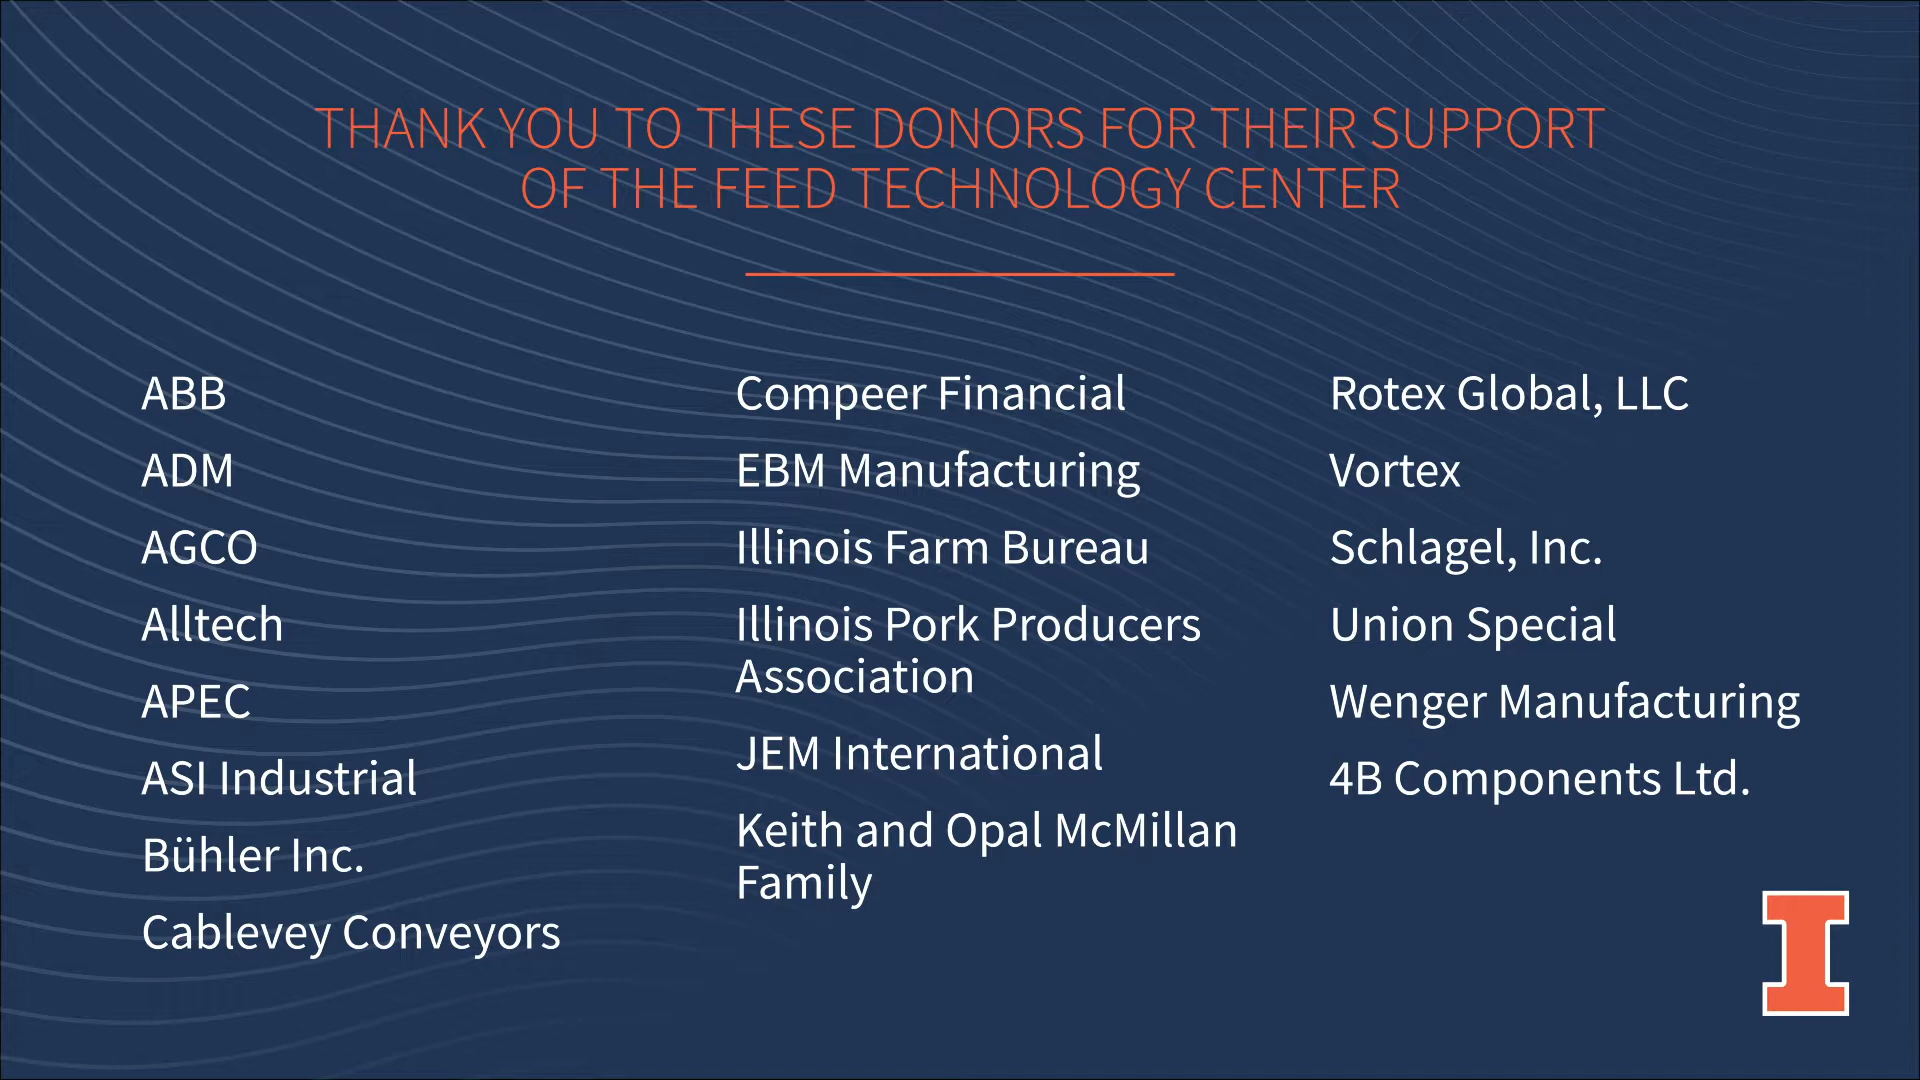 THANK YOU TO THESE DONORS FOR THEIR SUPPORT
OF THE FEED TECHNOLOGY CENTER
ABB
ADM
AGCO
Alltech
APEC
ASI Industrial
Bühler Inc.
Cablevey Conveyors
Compeer Financial
EBM Manufacturing
Illinois Farm Bureau
Illinois Pork Producers
Association
JEM International
Keith and Opal McMillan
Family
Rotex Global, LLC
Vortex
Schlagel, Inc.
Union Special
Wenger Manufacturing
4B Components Ltd.
I